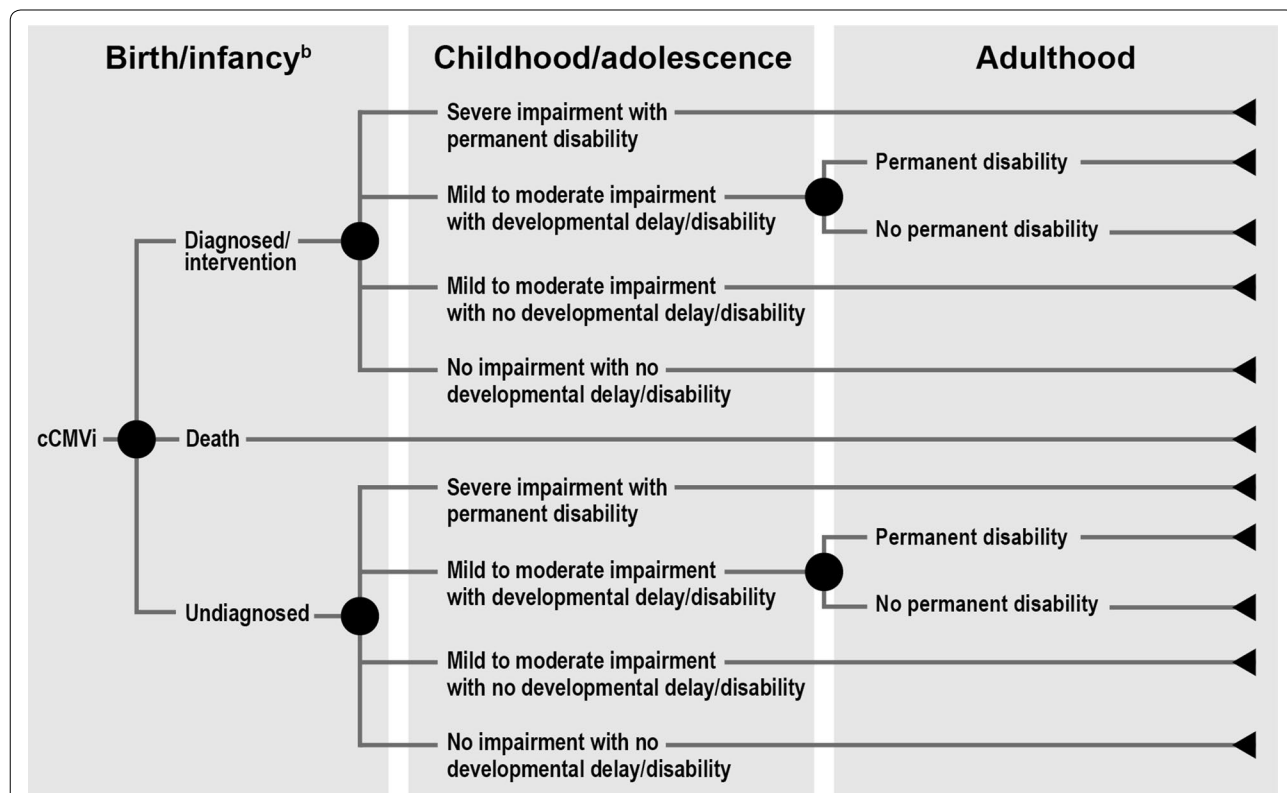 Birth/infancyb
Childhood/adolescence
Adulthood
Severe impairment with
permanent disability
Permanent disability
Mild to moderate impairment
with developmental delay/disability
No permanent disability
Diagnosed/
intervention
Mild to moderate impairment
with no developmental delay/disability
No impairment with no
developmental delay/disability
cCMVi
Death
Severe impairment with
permanent disability
Permanent disability
Mild to moderate impairment
with developmental delay/disability
No permanent disability
Undiagnosed
Mild to moderate impairment
with no developmental delay/disability
No impairment with no
developmental delay/disability